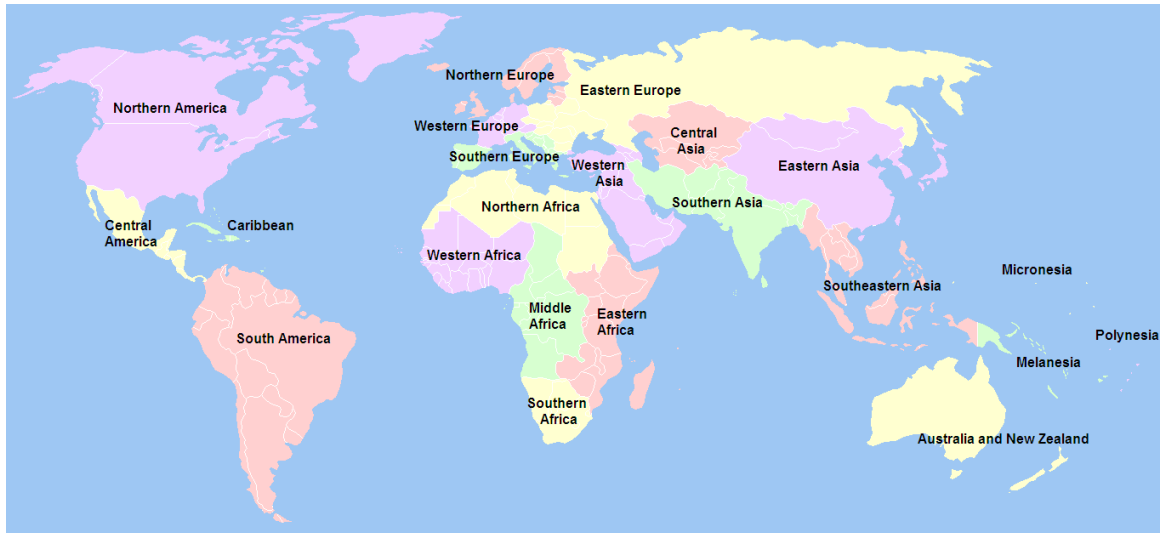 Northern Europe
Eastern Europe
Northern America
Western Europe
Central
Asia
Southern Europe
Western
Asia
Eastern Asia
Southern Asia
Northern Africa
Central
America
Caribbean
Western Africa
Micronesia
Southeastern Asia
Middle
Africa
Eastern
Africa
South America
Polynesia
Melanesia
Southern
Africa
Australia and New Zealand